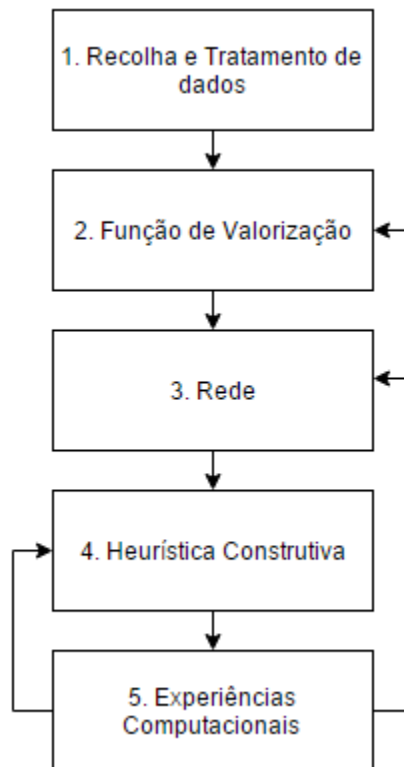 1. Recolha e Tratamento de
dados
2. Função de Valorização
3. Rede
4. Heurística Construtiva
5. Experiências
Computacionais